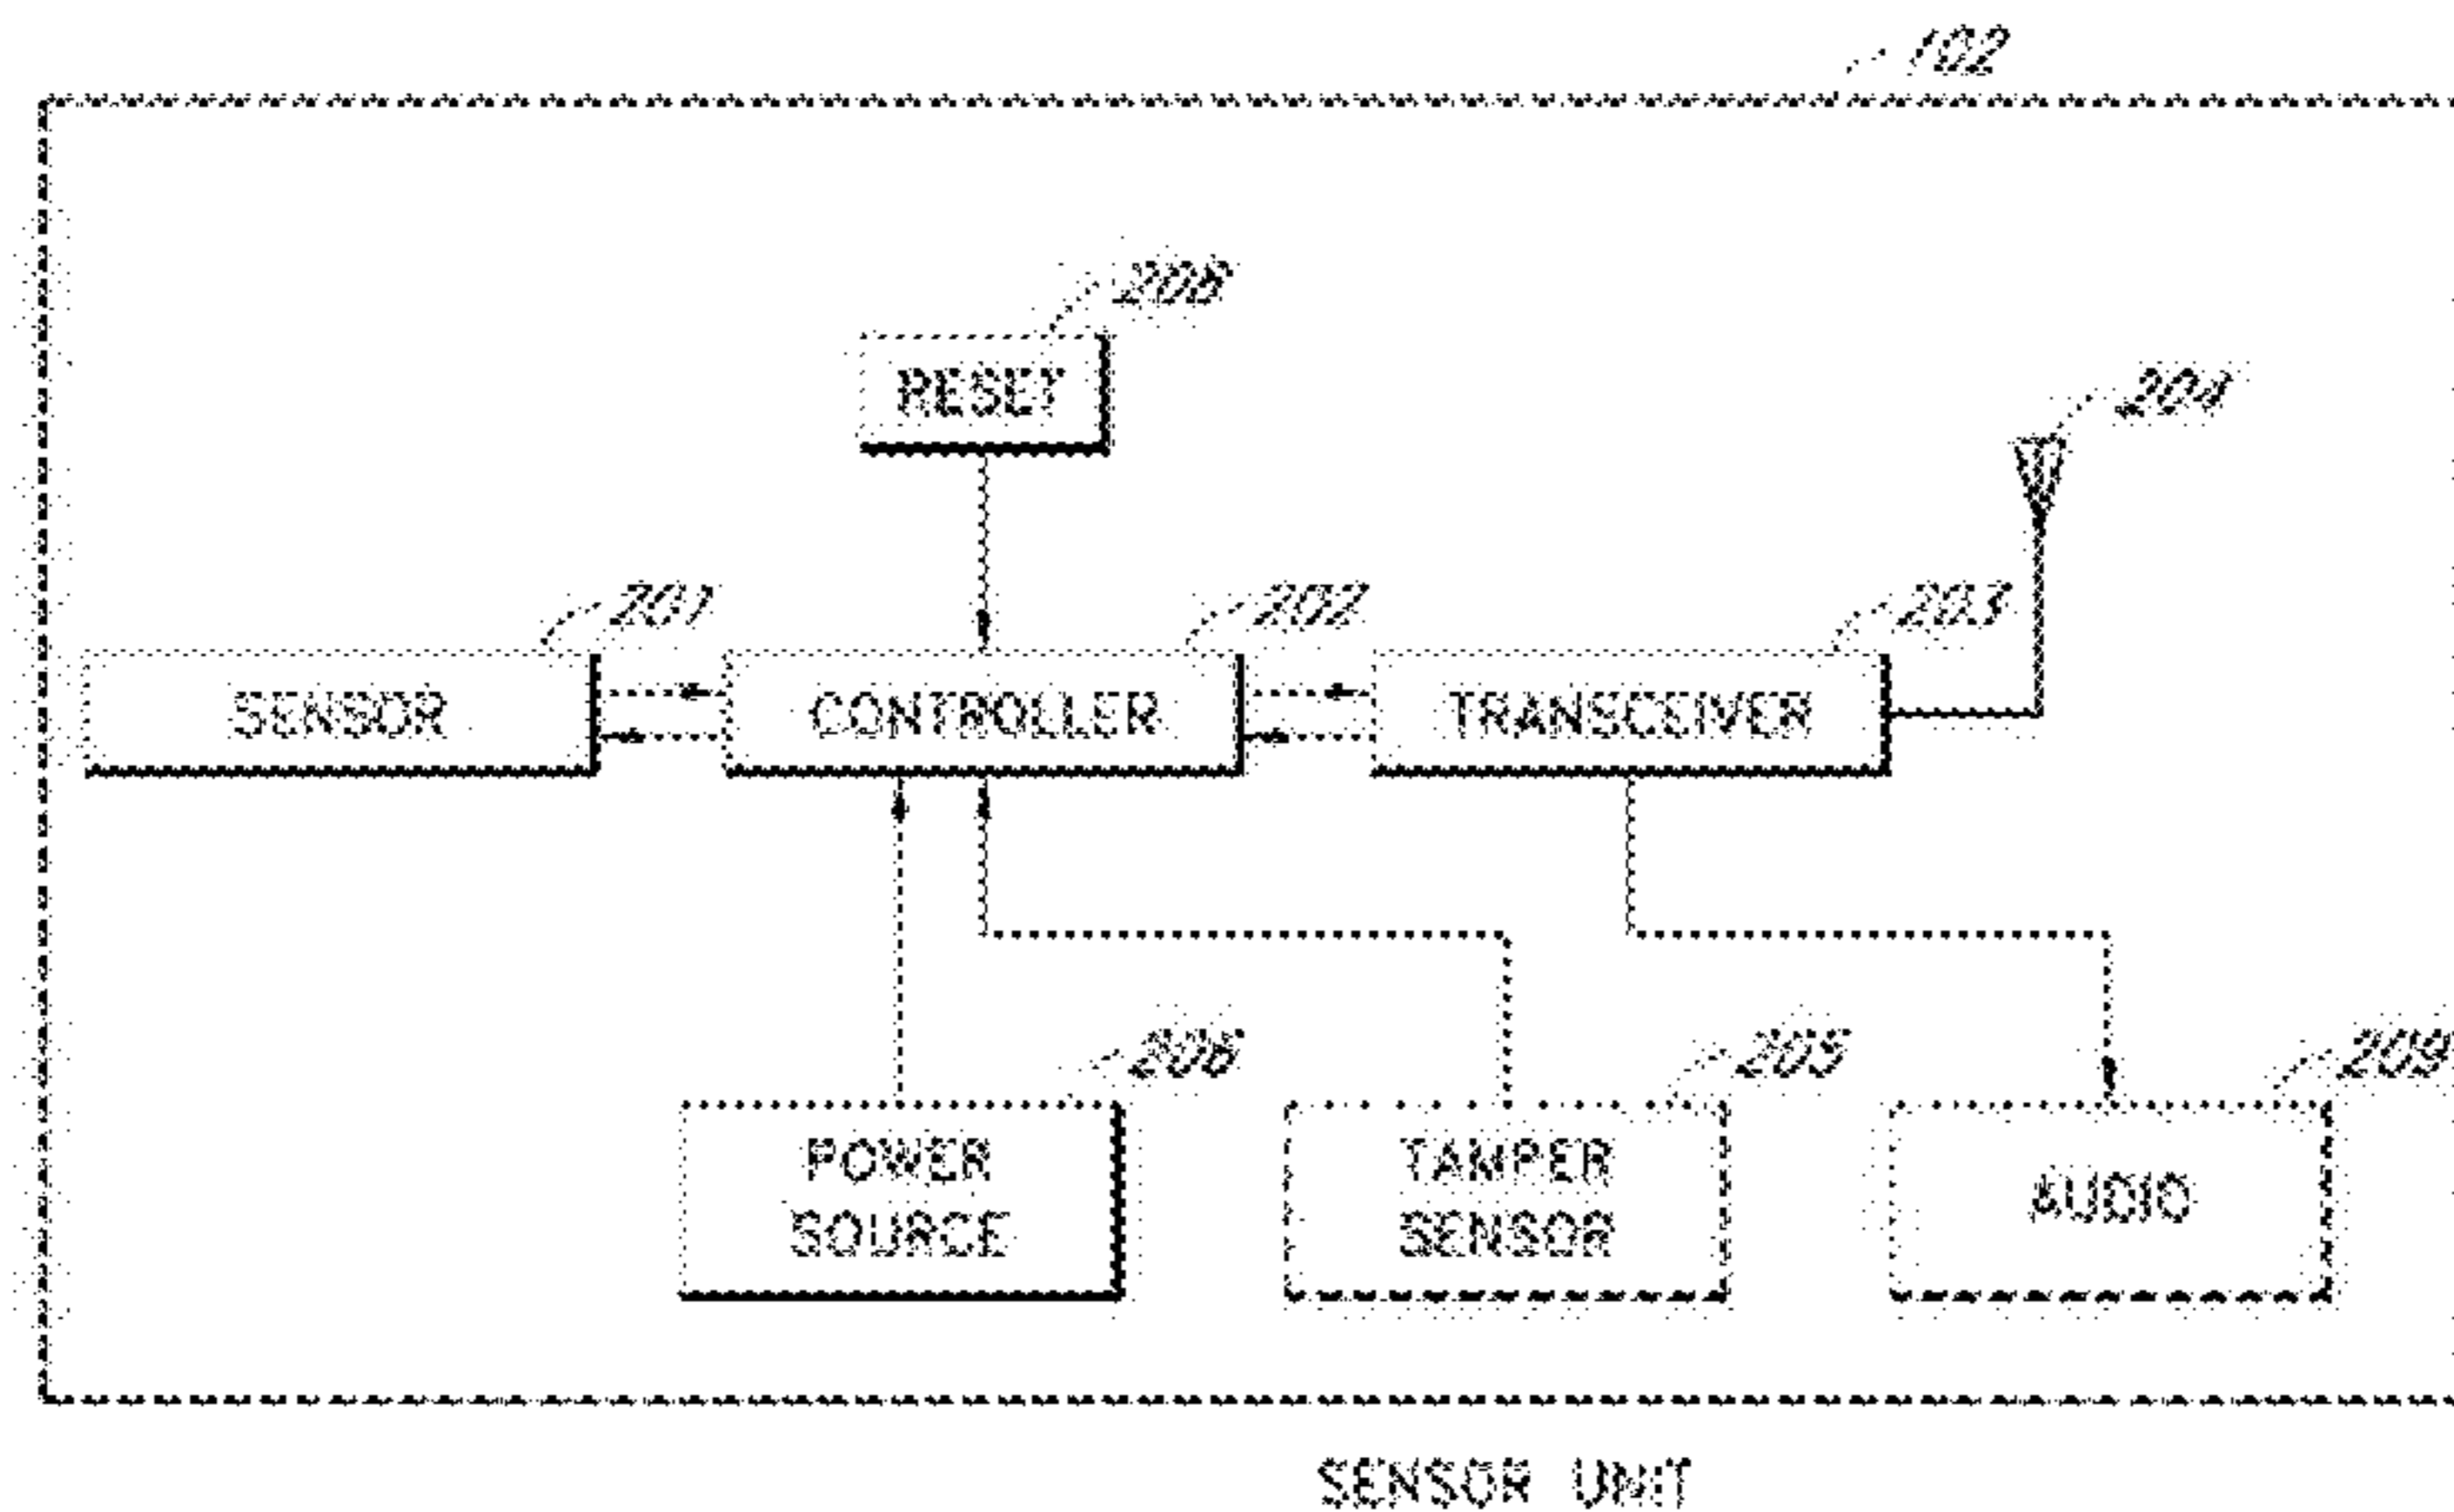 102
208
RESET
204
201
202
203
SENSOR
CONTROLLER
TRANSCEIVER
206
205
209
POWER
SOURCE
TAMPER
SENSOR
AUDIO
SENSOR UNIT